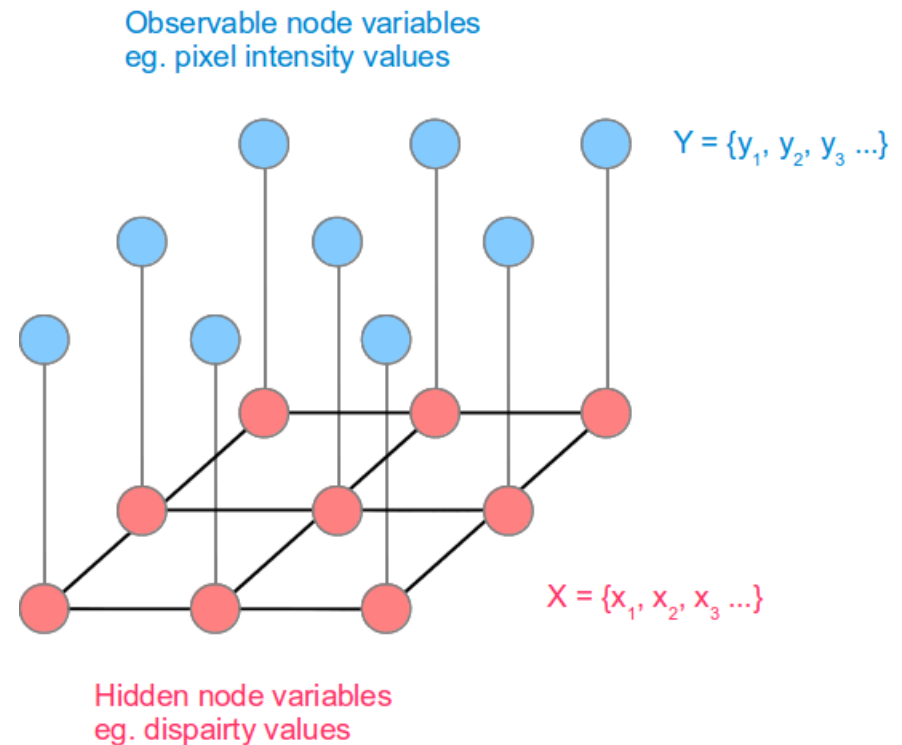 Observable node variables
eg. pixel intensity values
Y = {y₁, y₂, y₃ ...}
X = {x₁, x₂, x₃ ...}
Hidden node variables
eg. dispairty values